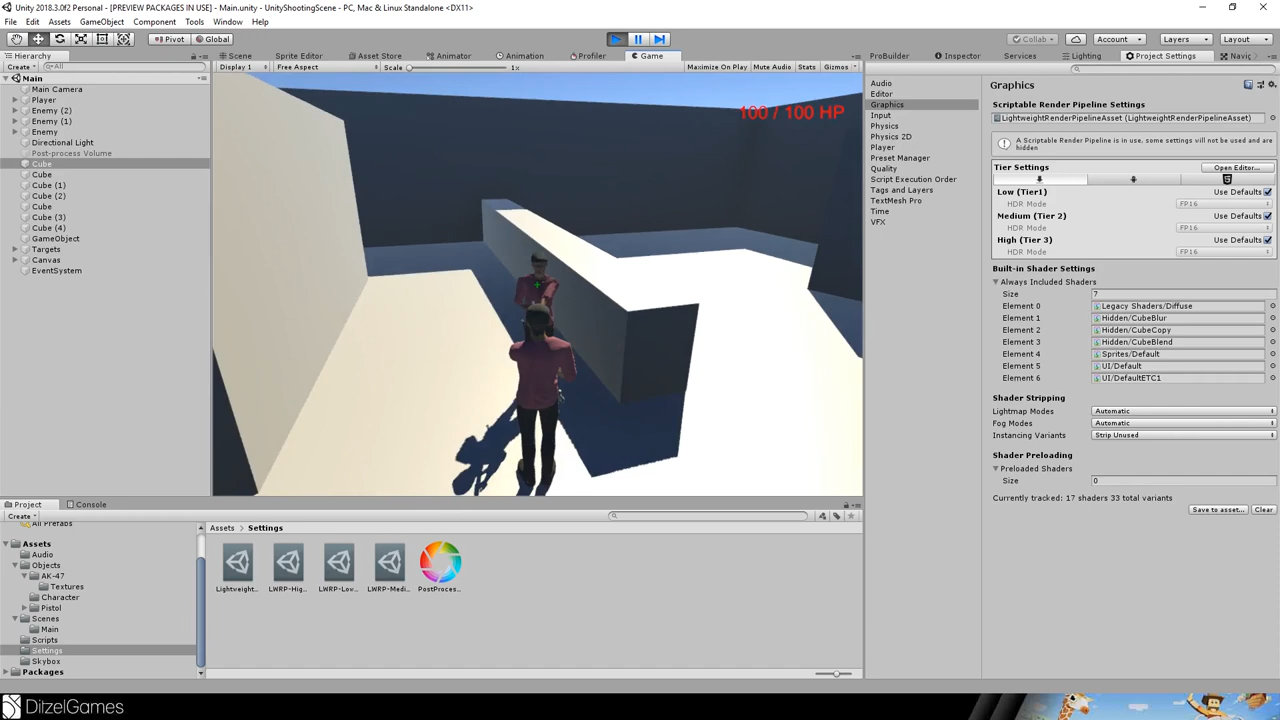 Unity 2018.3.0f2 Personal - [PREVIEW PACKAGES IN USE] - Main.unity - UnityShootingScene - PC, Mac & Linux Standalone <DX11>
File Edit Assets GameObject Component Tools Window Help
Pivot Global Collab Account Layers Layout
Hierarchy Scene Sprite Editor Asset Store Animator Animation Profiler Game ProBuilder Inspector Services Lighting Project Settings Navig
Create All Display 1 Free Aspect Scale 1x Maximize On Play Mute Audio Stats Gizmos
Main
Main Camera
Player
Enemy (2)
Enemy (1)
Enemy
Directional Light
Post-process Volume
Cube
Cube
Cube (1)
Cube (2)
Cube
Cube (3)
Cube (4)
GameObject
Targets
Canvas
EventSystem
100 / 100 HP
Audio
Editor
Graphics
Input
Physics
Physics 2D
Player
Preset Manager
Quality
Script Execution Order
Tags and Layers
TextMesh Pro
Time
VFX
Graphics
Scriptable Render Pipeline Settings
LightweightRenderPipelineAsset (LightweightRenderPipelineAsset)
A Scriptable Render Pipeline is in use, some settings will not be used and are
hidden
Tier Settings Open Editor...
Low (Tier1) Use Defaults
HDR Mode FP16
Medium (Tier 2) Use Defaults
HDR Mode FP16
High (Tier 3) Use Defaults
HDR Mode FP16
Built-in Shader Settings
Always Included Shaders
Size 7
Element 0 Legacy Shaders/Diffuse
Element 1 Hidden/CubeBlur
Element 2 Hidden/CubeCopy
Element 3 Hidden/CubeBlend
Element 4 Sprites/Default
Element 5 UI/Default
Element 6 UI/DefaultETC1
Shader Stripping
Lightmap Modes Automatic
Fog Modes Automatic
Instancing Variants Strip Unused
Shader Preloading
Preloaded Shaders
Size 0
Currently tracked: 17 shaders 33 total variants
Save to asset... Clear
Project Console
Create
All Prefabs
Assets
Audio
Objects
AK-47
Textures
Character
Pistol
Scenes
Main
Scripts
Settings
Skybox
Packages
Assets > Settings
Lightweight... LWRP-Hig... LWRP-Low... LWRP-Medi... PostProces...
DitzelGames